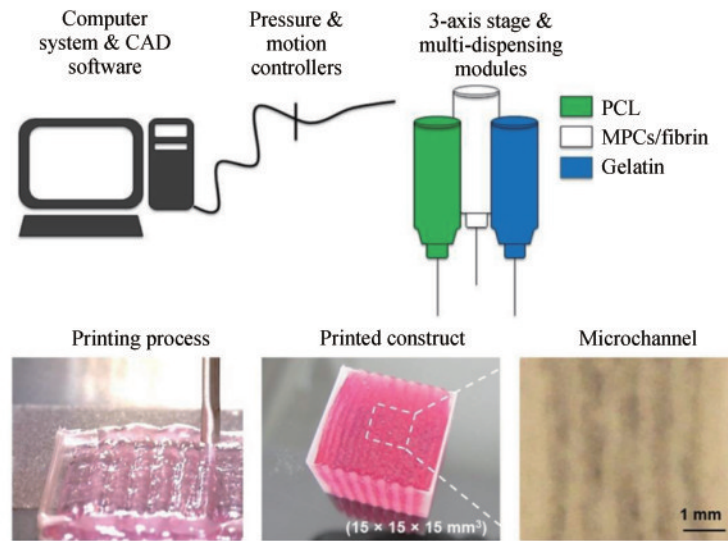 Computer
system & CAD
software
Pressure &
motion
controllers
3-axis stage &
multi-dispensing
modules
PCL
MPCs/fibrin
Gelatin
Printing process
Printed construct
Microchannel
(15 × 15 × 15 mm³)
1 mm